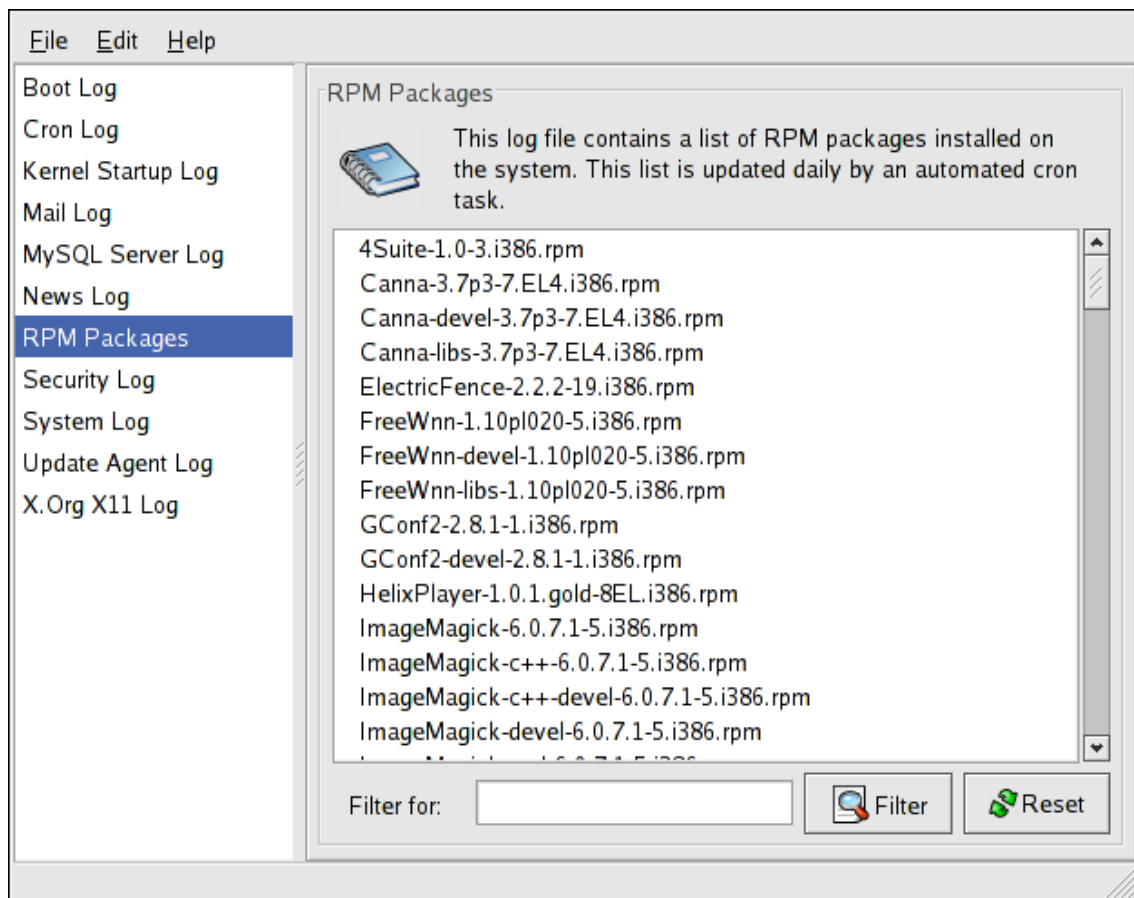 File Edit Help
Boot Log
Cron Log
Kernel Startup Log
Mail Log
MySQL Server Log
News Log
RPM Packages
Security Log
System Log
Update Agent Log
X.Org X11 Log
RPM Packages
This log file contains a list of RPM packages installed on
the system. This list is updated daily by an automated cron
task.
4Suite-1.0-3.i386.rpm
Canna-3.7p3-7.EL4.i386.rpm
Canna-devel-3.7p3-7.EL4.i386.rpm
Canna-libs-3.7p3-7.EL4.i386.rpm
ElectricFence-2.2.2-19.i386.rpm
FreeWnn-1.10pl020-5.i386.rpm
FreeWnn-devel-1.10pl020-5.i386.rpm
FreeWnn-libs-1.10pl020-5.i386.rpm
GConf2-2.8.1-1.i386.rpm
GConf2-devel-2.8.1-1.i386.rpm
HelixPlayer-1.0.1.gold-8EL.i386.rpm
ImageMagick-6.0.7.1-5.i386.rpm
ImageMagick-c++-6.0.7.1-5.i386.rpm
ImageMagick-c++-devel-6.0.7.1-5.i386.rpm
ImageMagick-devel-6.0.7.1-5.i386.rpm
Filter for:
Filter
Reset